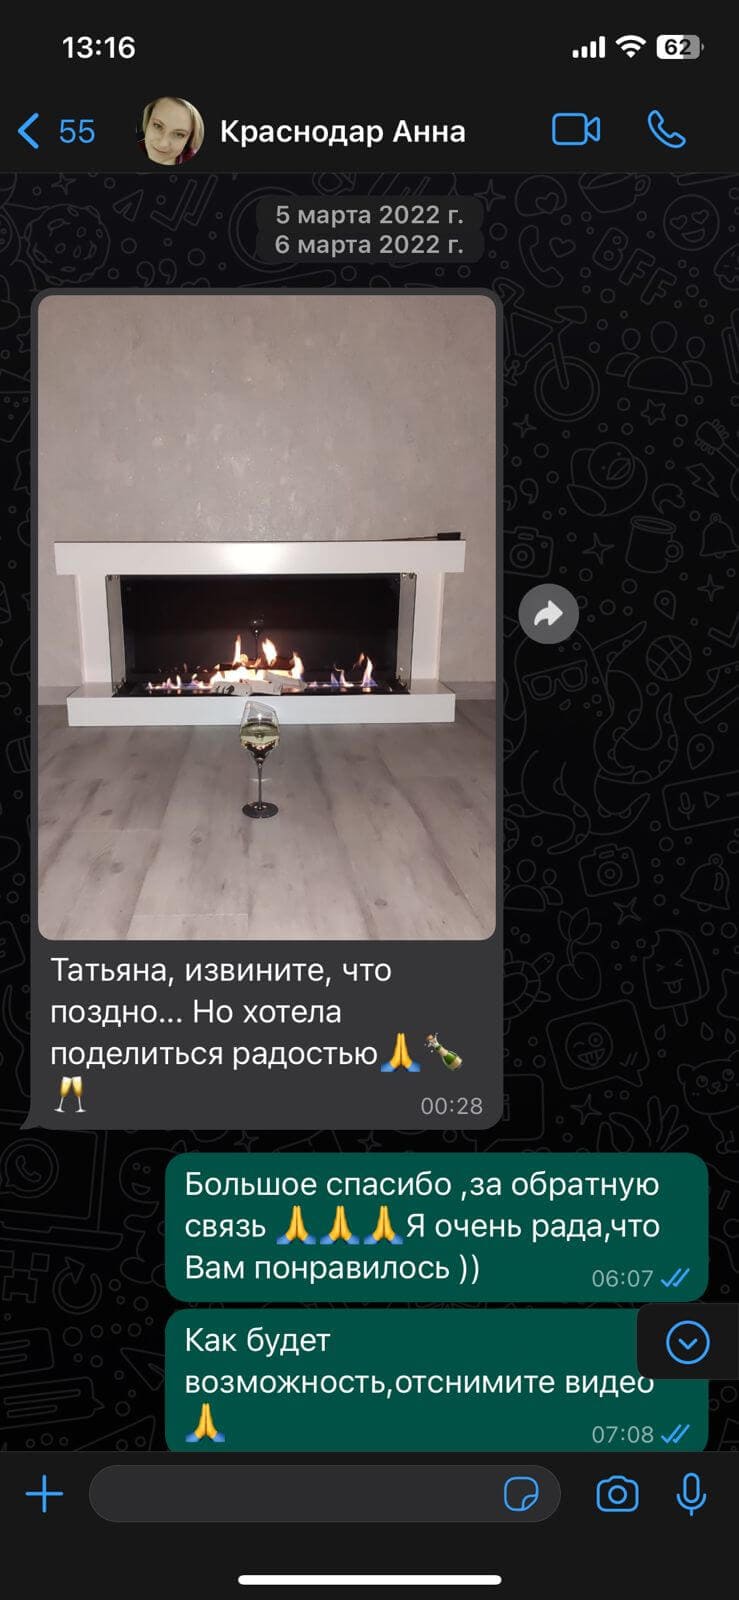 13:16
62
55
Краснодар Анна
5 марта 2022 г.
6 марта 2022 г.
Татьяна, извините, что
поздно... Но хотела
поделиться радостью🙏🍾
🥂
00:28
Большое спасибо ,за обратную
связь 🙏🙏🙏Я очень рада,что
Вам понравилось ))
06:07
Как будет
возможность,отснимите видео
🙏
07:08